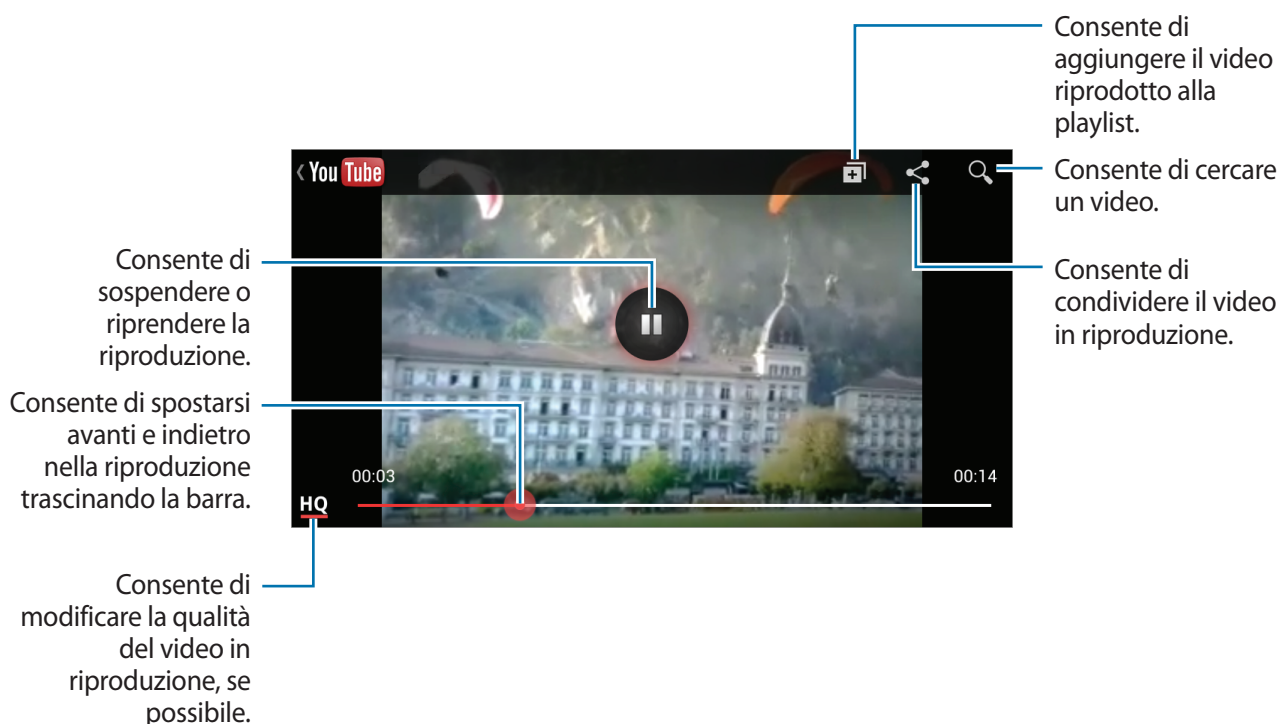 Consente di
aggiungere il video
riprodotto alla
playlist.
Consente di cercare
un video.
Consente di
condividere il video
in riproduzione.
You Tube
Consente di
sospendere o
riprendere la
riproduzione.
Consente di spostarsi
avanti e indietro
nella riproduzione
trascinando la barra.
00:03
00:14
HQ
Consente di
modificare la qualità
del video in
riproduzione, se
possibile.